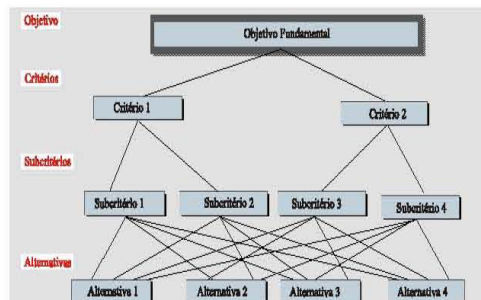 Objetivo
Objetivo Fundamental
Critérios
Critério 1
Critério 2
Subcritérios
Subcritério 1
Subcritério 2
Subcritério 3
Subcritério 4
Alternativas
Alternativa 1
Alternativa 2
Alternativa 3
Alternativa 4